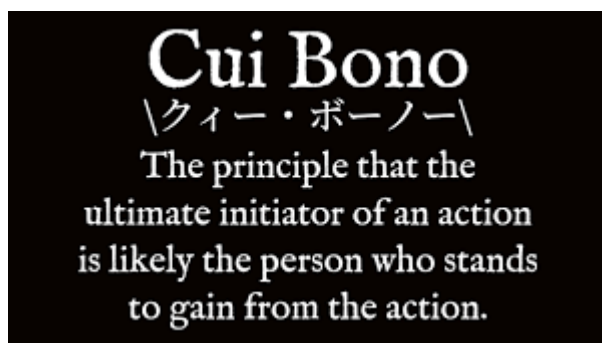 Cui Bono
\クィー・ボーノー\
The principle that the
ultimate initiator of an action
is likely the person who stands
to gain from the action.